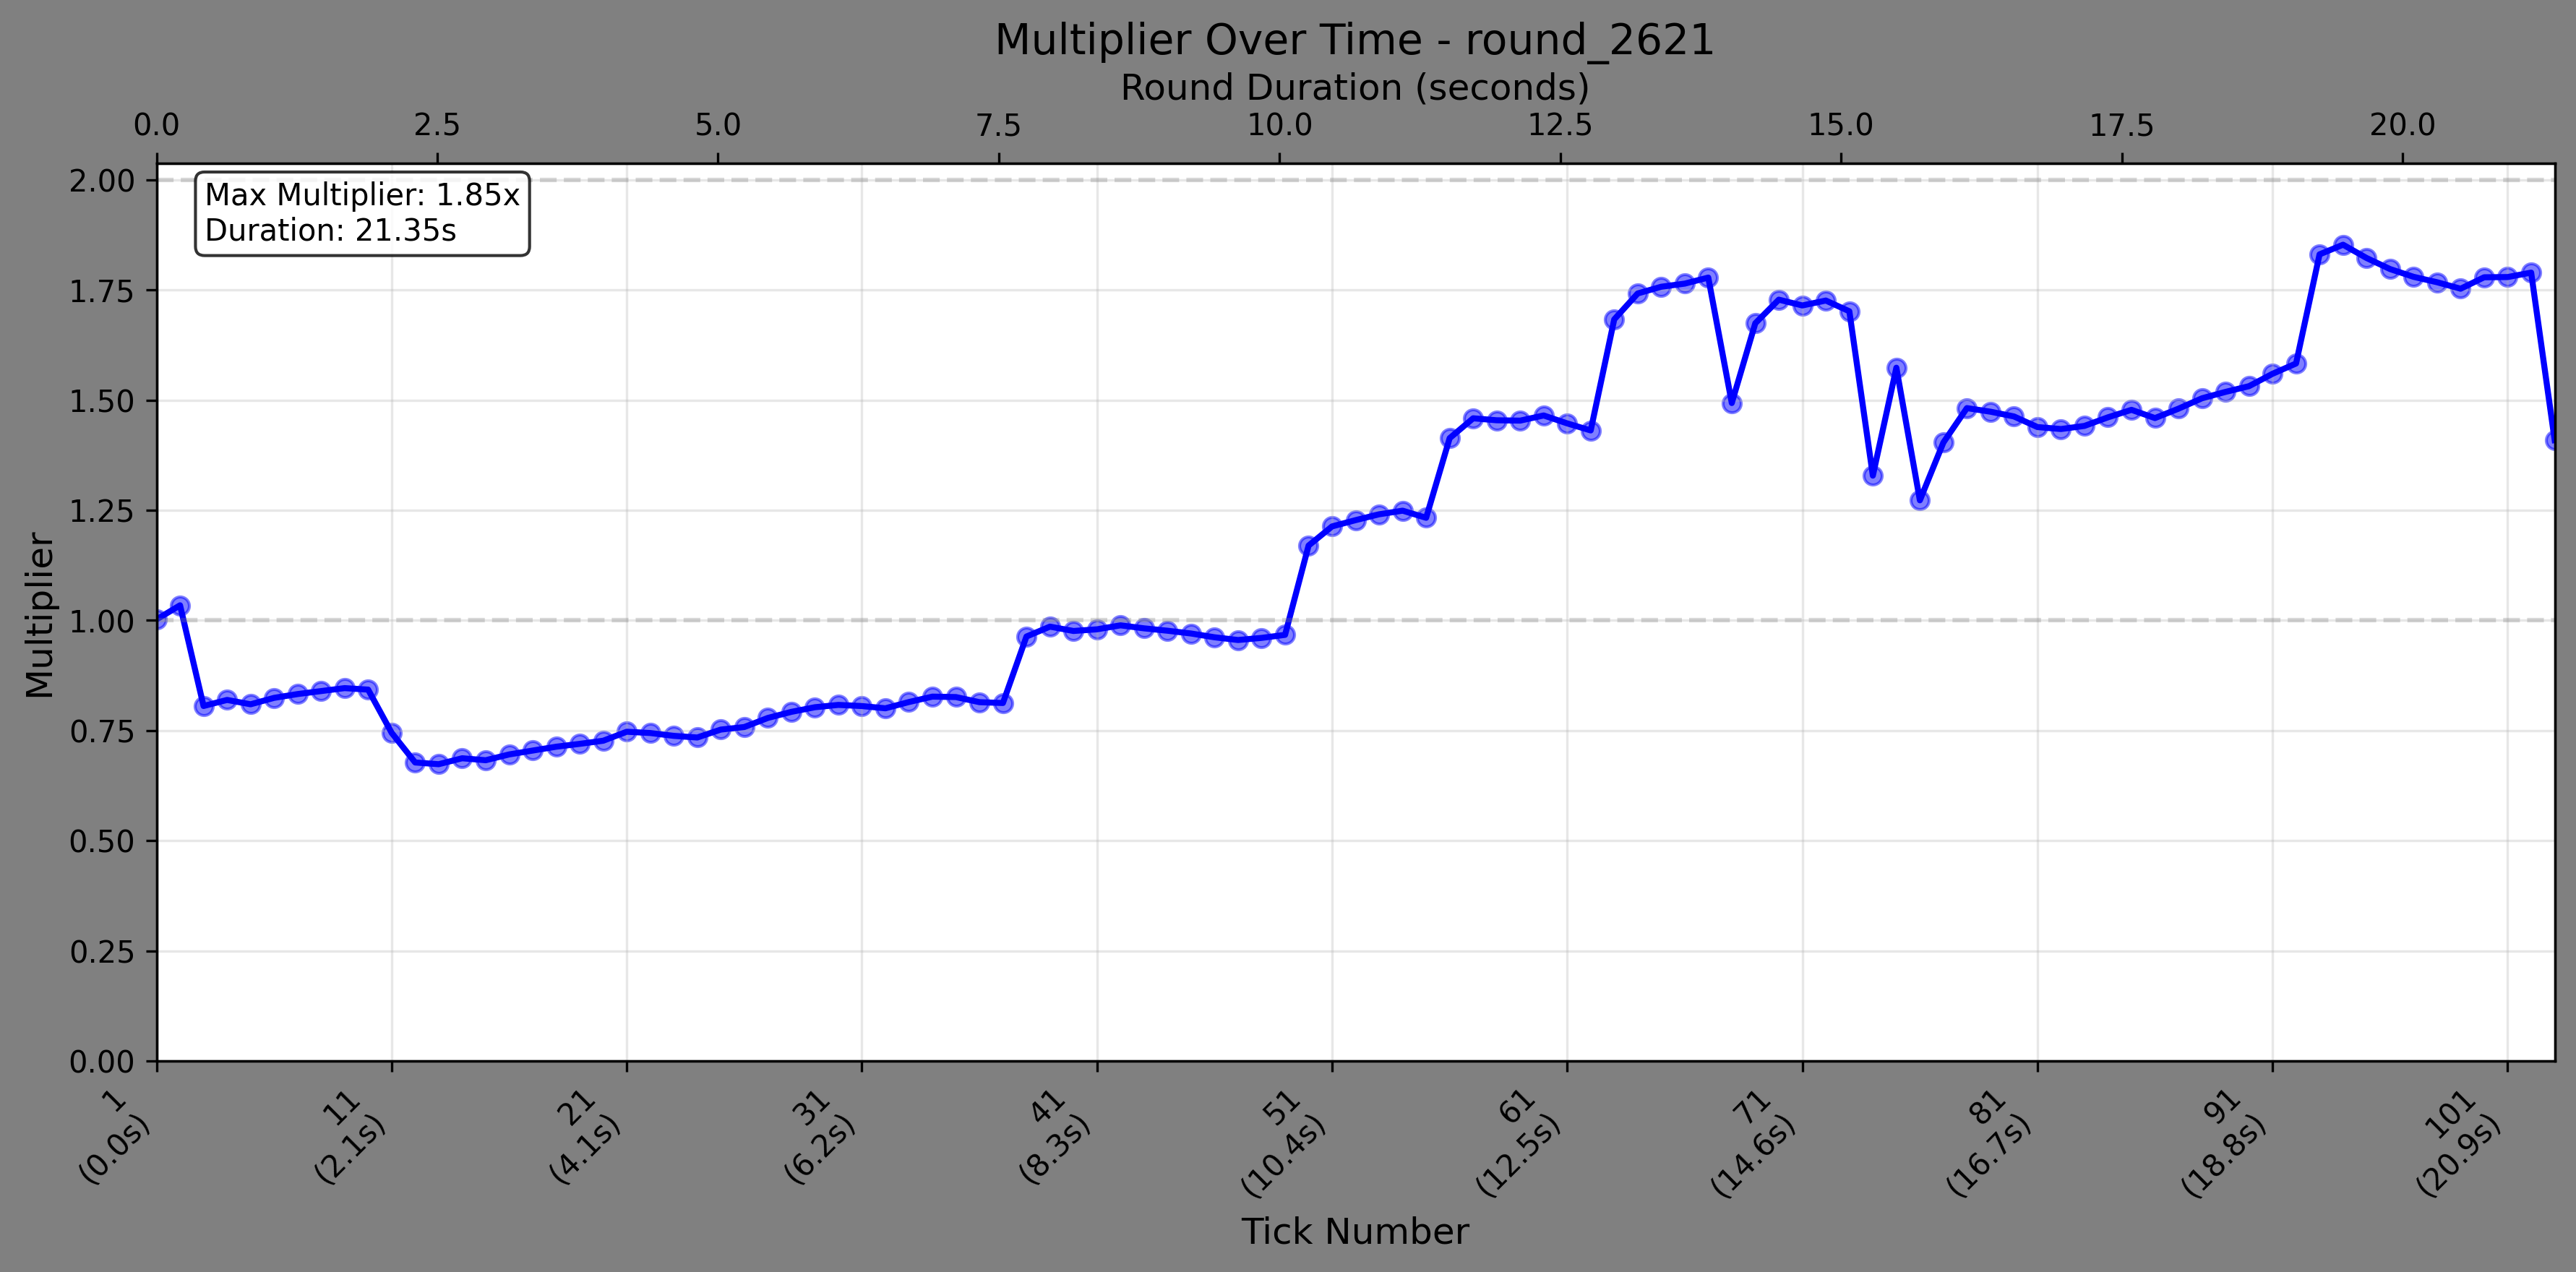 Multiplier Over Time - round_2621
Round Duration (seconds)
0.0 2.5 5.0 7.5 10.0 12.5 15.0 17.5 20.0
Max Multiplier: 1.85x
Duration: 21.35s
Multiplier
2.00
1.75
1.50
1.25
1.00
0.75
0.50
0.25
0.00
1
(0.0s)
11
(2.1s)
21
(4.1s)
31
(6.2s)
41
(8.3s)
51
(10.4s)
61
(12.5s)
71
(14.6s)
81
(16.7s)
91
(18.8s)
101
(20.9s)
Tick Number